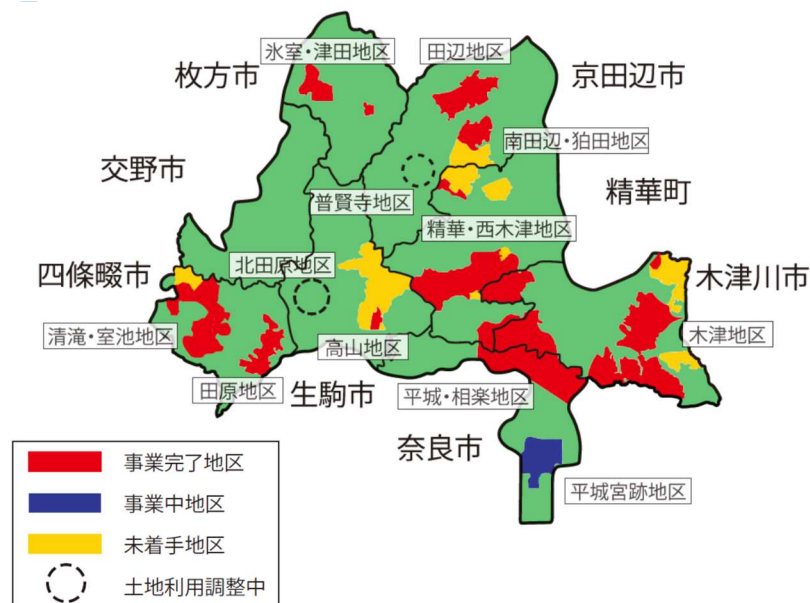 氷室・津田地区
田辺地区
枚方市
京田辺市
南田辺・狛田地区
交野市
普賢寺地区
精華町
精華・西木津地区
北田原地区
四條畷市
木津川市
清滝・室池地区
高山地区
木津地区
田原地区
生駒市
平城・相楽地区
奈良市
平城宮跡地区
事業完了地区
事業中地区
未着手地区
土地利用調整中